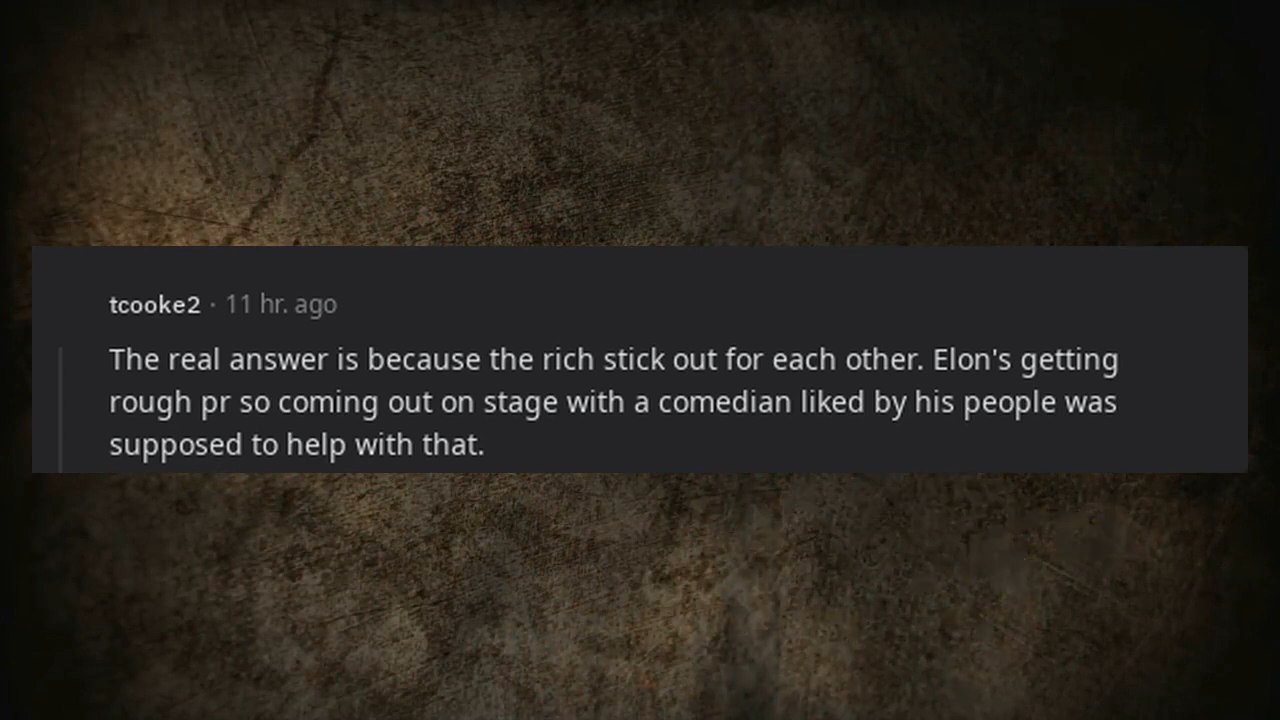 tcooke2 · 11 hr. ago
The real answer is because the rich stick out for each other. Elon's getting
rough pr so coming out on stage with a comedian liked by his people was
supposed to help with that.